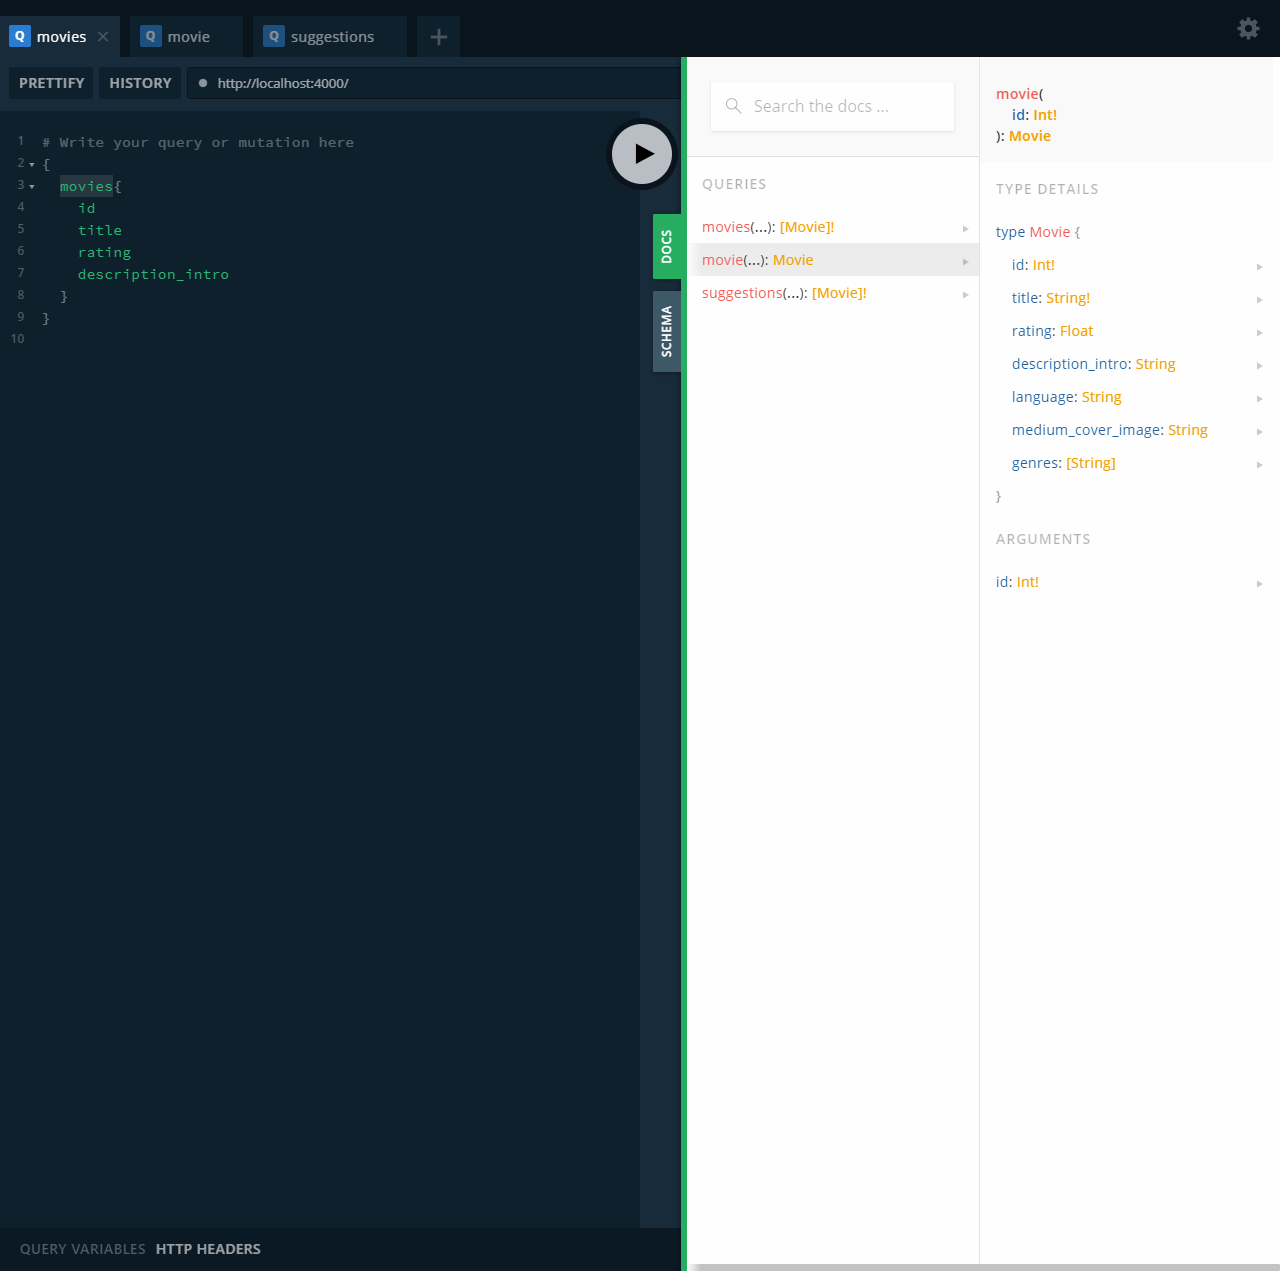 Q movies × Q movie Q suggestions +
PRETTIFY HISTORY http://localhost:4000/
1 # Write your query or mutation here
2 {
3 movies{
4 id
5 title
6 rating
7 description_intro
8 }
9 }
10
DOCS
SCHEMA
QUERY VARIABLES HTTP HEADERS
Search the docs ...
QUERIES
movies(...): [Movie]!
movie(...): Movie
suggestions(...): [Movie]!
movie(
id: Int!
): Movie
TYPE DETAILS
type Movie {
id: Int!
title: String!
rating: Float
description_intro: String
language: String
medium_cover_image: String
genres: [String]
}
ARGUMENTS
id: Int!